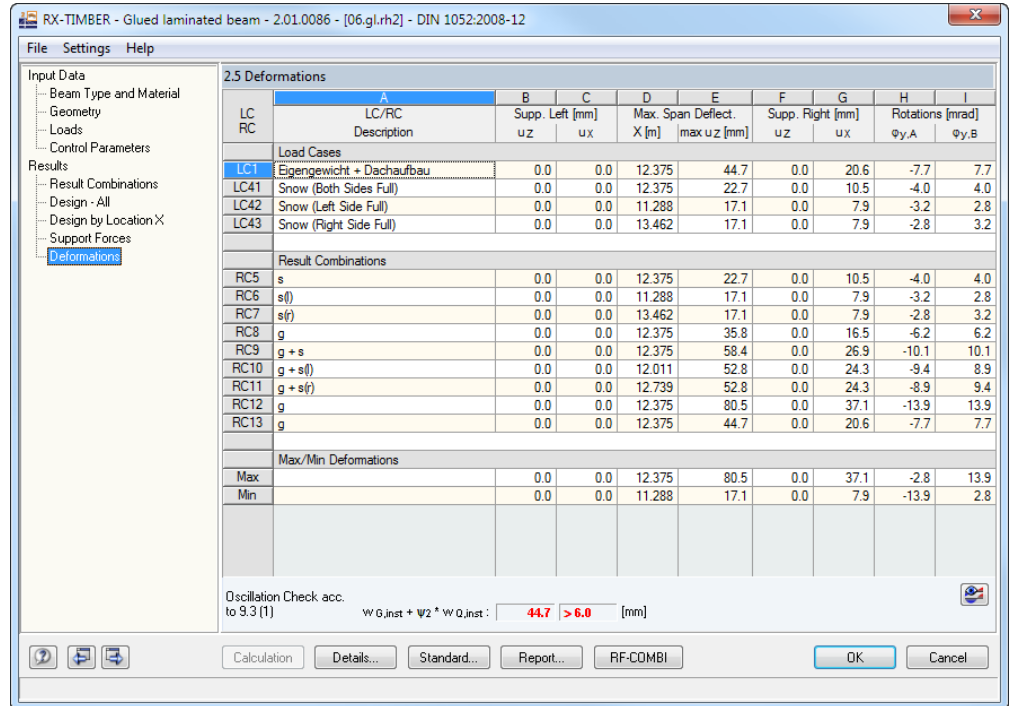 RX-TIMBER - Glued laminated beam - 2.01.0086 - [06.gl.rh2] - DIN 1052:2008-12
File Settings Help
Input Data
Beam Type and Material
Geometry
Loads
Control Parameters
Results
Result Combinations
Design - All
Design by Location X
Support Forces
Deformations
2.5 Deformations
A B C D E F G H I
LC LC/RC Supp. Left [mm] Max. Span Deflect. Supp. Right [mm] Rotations [mrad]
RC Description uZ uX X [m] max uZ [mm] uZ uX φy,A φy,B
Load Cases
LC1 Eigengewicht + Dachaufbau 0.0 0.0 12.375 44.7 0.0 20.6 -7.7 7.7
LC41 Snow (Both Sides Full) 0.0 0.0 12.375 22.7 0.0 10.5 -4.0 4.0
LC42 Snow (Left Side Full) 0.0 0.0 11.288 17.1 0.0 7.9 -3.2 2.8
LC43 Snow (Right Side Full) 0.0 0.0 13.462 17.1 0.0 7.9 -2.8 3.2
Result Combinations
RC5 s 0.0 0.0 12.375 22.7 0.0 10.5 -4.0 4.0
RC6 s(l) 0.0 0.0 11.288 17.1 0.0 7.9 -3.2 2.8
RC7 s(r) 0.0 0.0 13.462 17.1 0.0 7.9 -2.8 3.2
RC8 g 0.0 0.0 12.375 35.8 0.0 16.5 -6.2 6.2
RC9 g + s 0.0 0.0 12.375 58.4 0.0 26.9 -10.1 10.1
RC10 g + s(l) 0.0 0.0 12.011 52.8 0.0 24.3 -9.4 8.9
RC11 g + s(r) 0.0 0.0 12.739 52.8 0.0 24.3 -8.9 9.4
RC12 g 0.0 0.0 12.375 80.5 0.0 37.1 -13.9 13.9
RC13 g 0.0 0.0 12.375 44.7 0.0 20.6 -7.7 7.7
Max/Min Deformations
Max 0.0 0.0 12.375 80.5 0.0 37.1 -2.8 13.9
Min 0.0 0.0 11.288 17.1 0.0 7.9 -13.9 2.8
Oscillation Check acc.
to 9.3 (1) w G,inst + ψ2 * w Q,inst : 44.7 > 6.0 [mm]
Calculation Details... Standard... Report... RF-COMBI OK Cancel